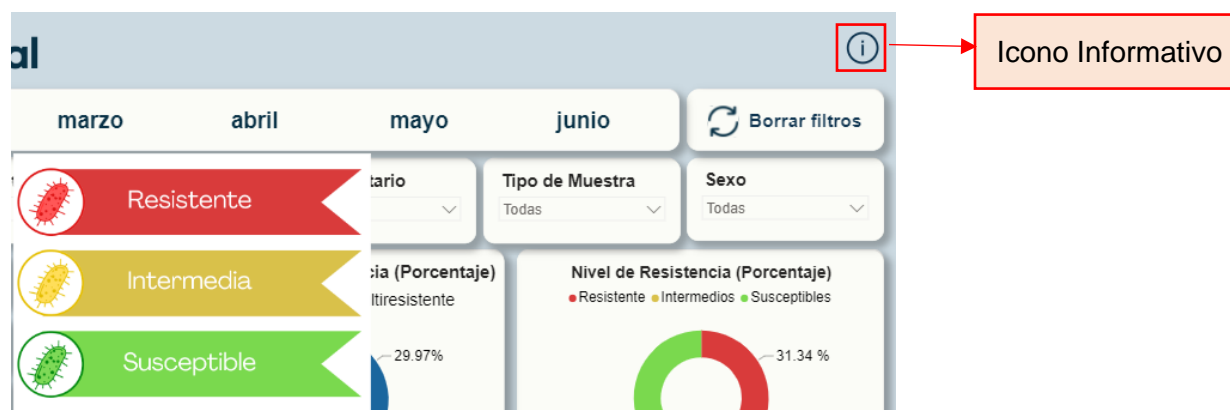 al
Icono Informativo
marzo abril mayo junio Borrar filtros
Resistente
Intermedia
Susceptible
tario
Tipo de Muestra
Todas
Sexo
Todas
cia (Porcentaje)
ltiresistente
29.97%
Nivel de Resistencia (Porcentaje)
Resistente Intermedios Susceptibles
31.34 %